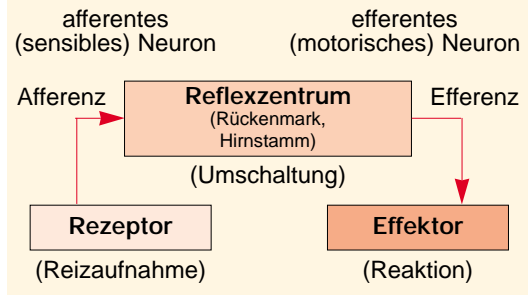 afferentes
(sensibles) Neuron
efferentes
(motorisches) Neuron
Afferenz
Reflexzentrum
(Rückenmark,
Hirnstamm)
Efferenz
(Umschaltung)
Rezeptor
Effektor
(Reizaufnahme)
(Reaktion)